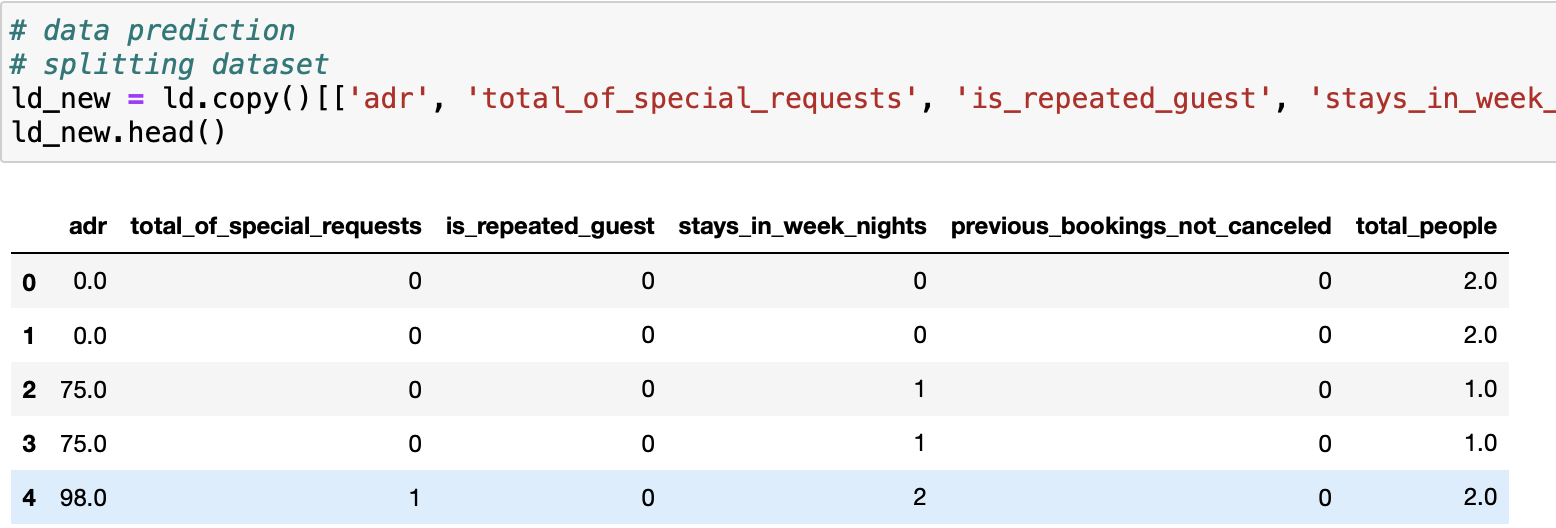 # data prediction
# splitting dataset
ld_new = ld.copy()[['adr', 'total_of_special_requests', 'is_repeated_guest', 'stays_in_week_
ld_new.head()
adr total_of_special_requests is_repeated_guest stays_in_week_nights previous_bookings_not_canceled total_people
0 0.0 0 0 0 0 2.0
1 0.0 0 0 0 0 2.0
2 75.0 0 0 1 0 1.0
3 75.0 0 0 1 0 1.0
4 98.0 1 0 2 0 2.0